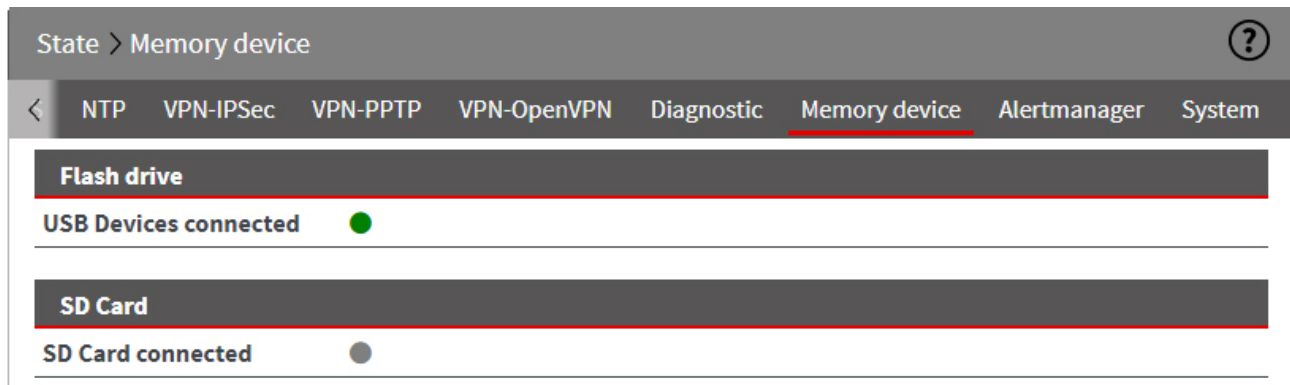 State > Memory device
?
NTP VPN-IPSec VPN-PPTP VPN-OpenVPN Diagnostic Memory device Alertmanager System
Flash drive
USB Devices connected
SD Card
SD Card connected